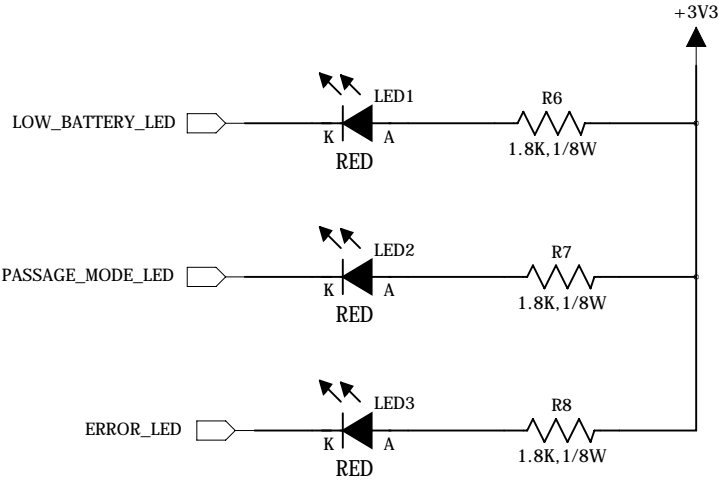 +3V3
LED1
R6
LOW_BATTERY_LED
K
A
1.8K,1/8W
RED
LED2
R7
PASSAGE_MODE_LED
K
A
1.8K,1/8W
RED
LED3
R8
ERROR_LED
K
A
1.8K,1/8W
RED